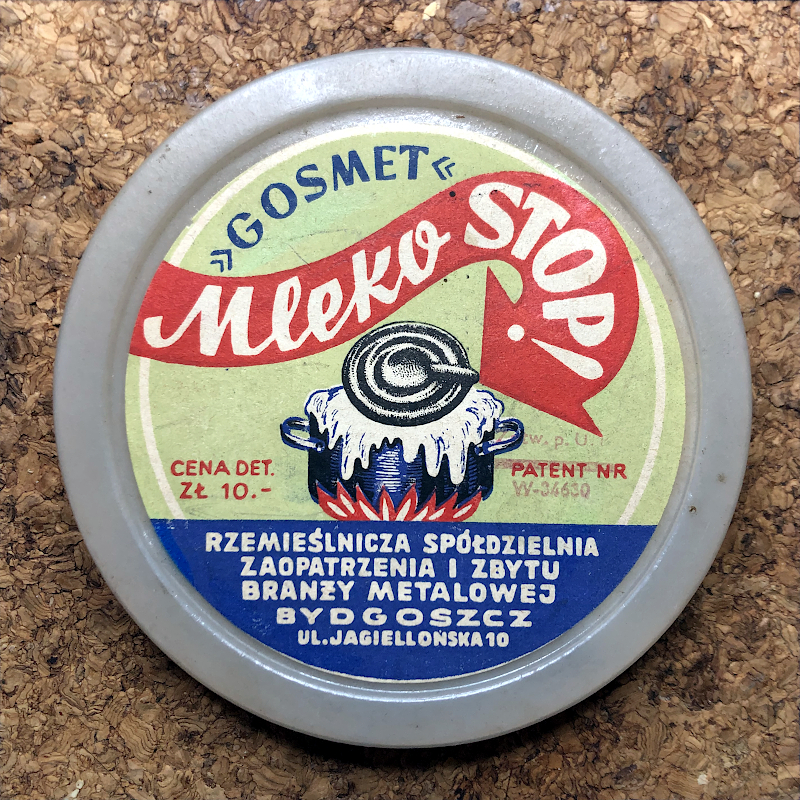 »GOSMET«
Mleko STOP!
CENA DET.
ZŁ 10.-
PATENT NR
W-34630
RZEMIEŚLNICZA SPÓŁDZIELNIA
ZAOPATRZENIA I ZBYTU
BRANŻY METALOWEJ
BYDGOSZCZ
UL. JAGIELLOŃSKA 10